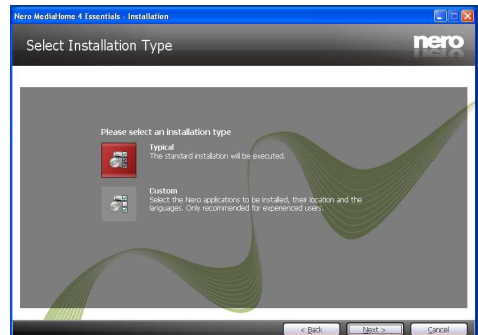 Nero MediaHome 4 Essentials - Installation
Select Installation Type
nero
Please select an installation type
Typical
The standard installation will be executed.
Custom
Select the Nero applications to be installed, their location and the
languages. Only recommended for experienced users.
< Back
Next >
Cancel